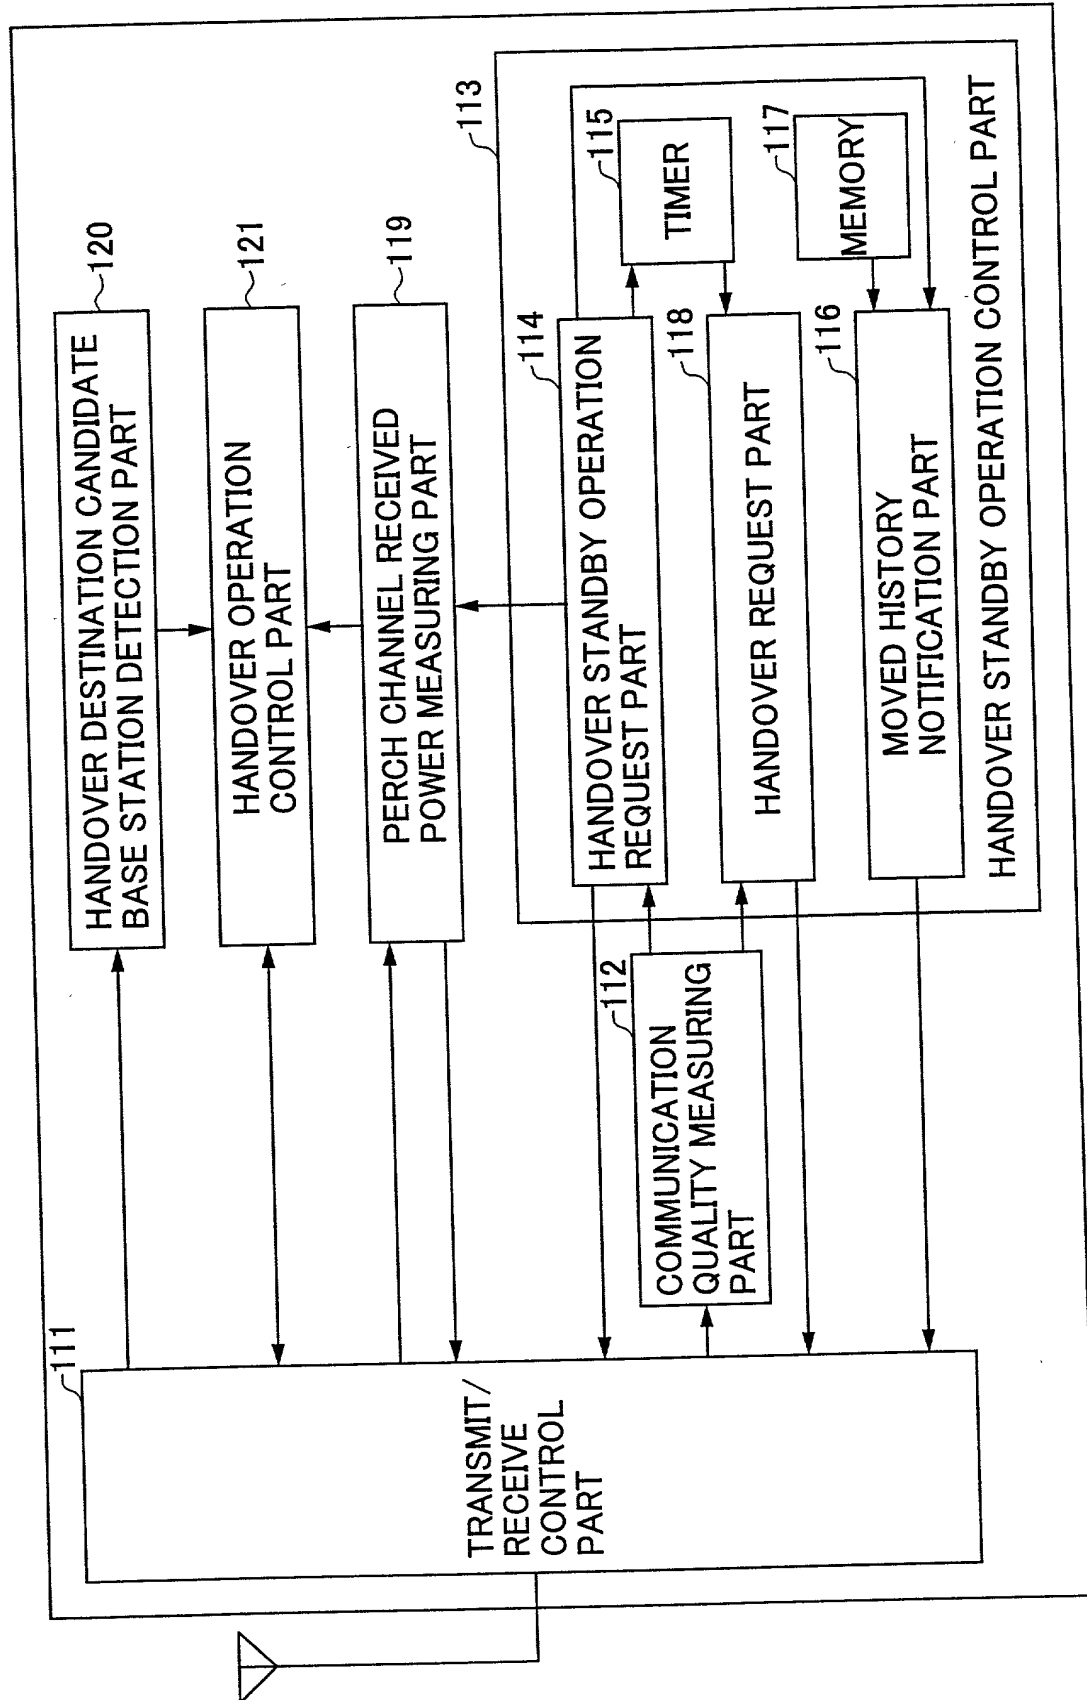 120
HANDOVER DESTINATION CANDIDATE
BASE STATION DETECTION PART
121
HANDOVER OPERATION
CONTROL PART
119
PERCH CHANNEL RECEIVED
POWER MEASURING PART
113
114
HANDOVER STANDBY OPERATION
REQUEST PART
115
TIMER
118
HANDOVER REQUEST PART
117
MEMORY
116
MOVED HISTORY
NOTIFICATION PART
HANDOVER STANDBY OPERATION CONTROL PART
112
COMMUNICATION
QUALITY MEASURING
PART
111
TRANSMIT/
RECEIVE
CONTROL
PART